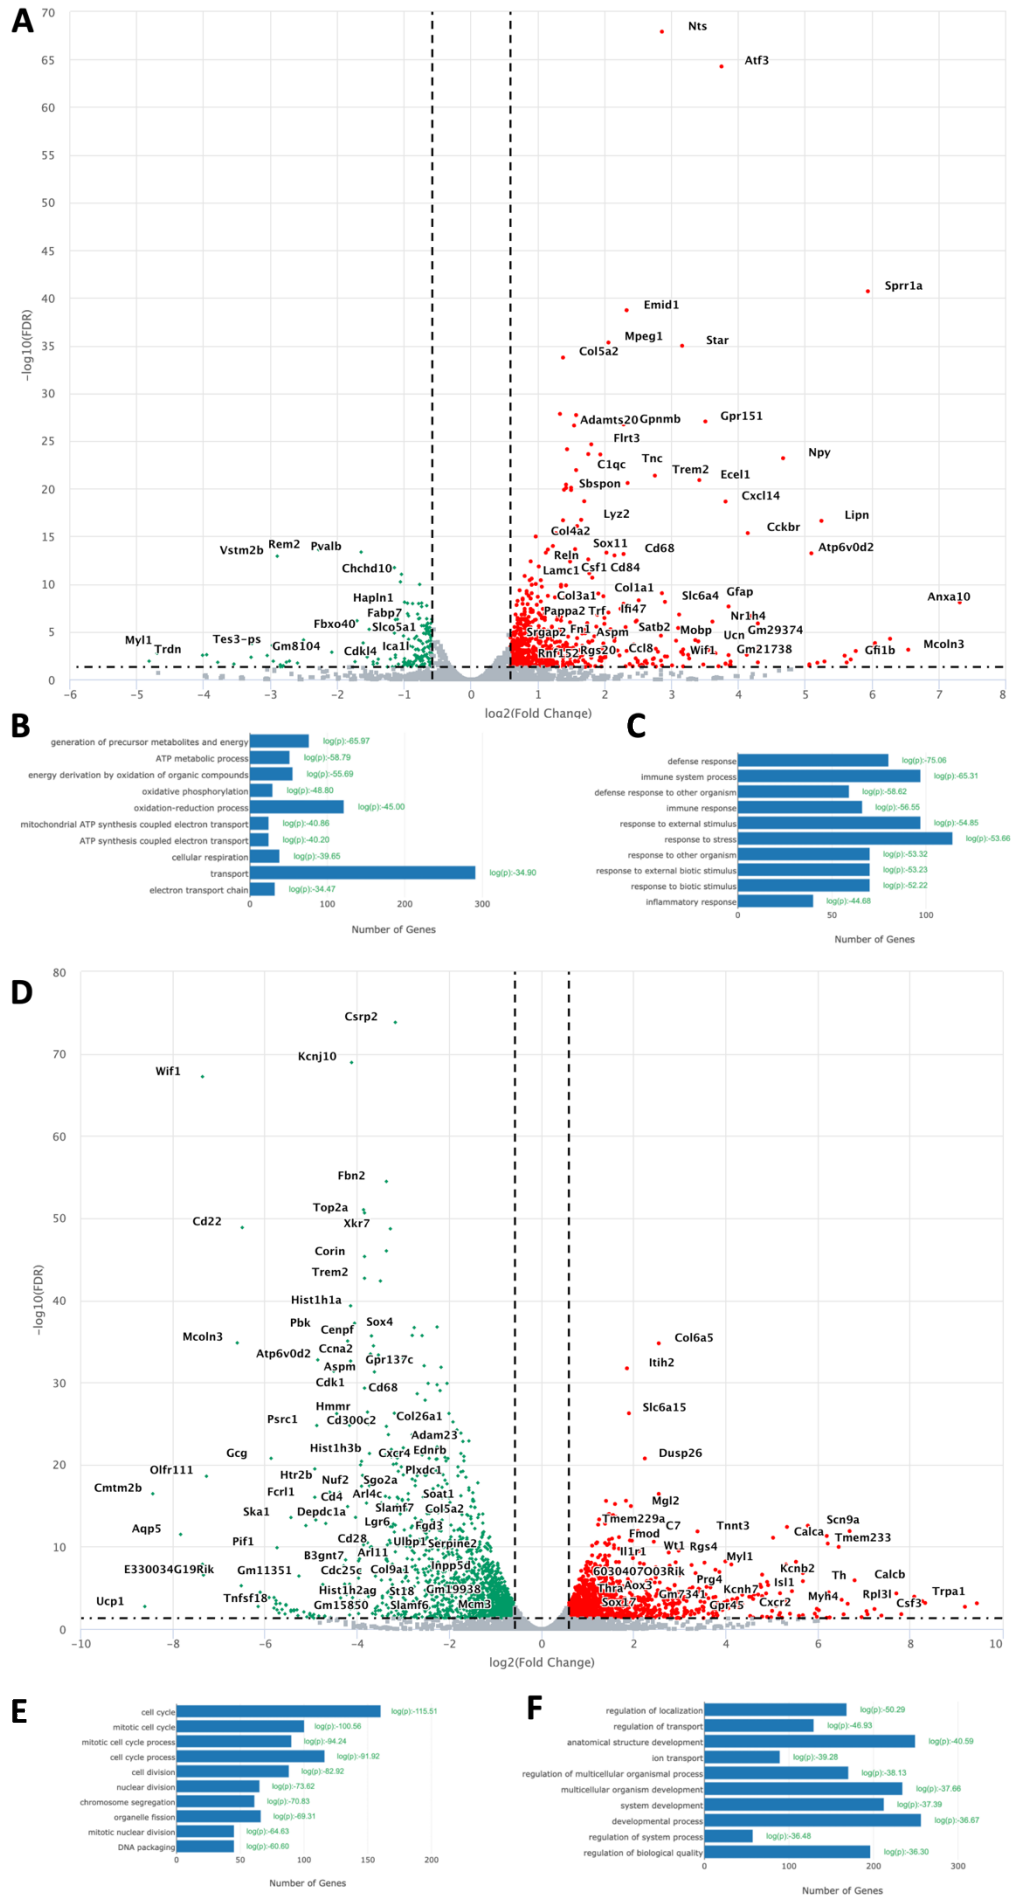 A
70
65
60
55
50
45
40
35
30
25
20
15
10
5
0
−log10(FDR)
Nts
Atf3
Sprr1a
Emid1
Mpeg1
Star
Col5a2
Adamts20 Gpnmb
Gpr151
Flrt3
Npy
C1qc
Tnc
Trem2
Ecel1
Sbspon
Cxcl14
Lyz2
Lipn
Col4a2
Cckbr
Sox11
Cd68
Atp6v0d2
Reln
Lamc1
Csf1 Cd84
Col1a1
Col3a1
Slc6a4
Gfap
Anxa10
Pappa2 Trf
Ifi47
Nr1h4
Srgap2
Fn1
Aspm
Satb2
Mobp
Ucn
Gm29374
Rnf152 Rgs20
Ccl8
Wif1
Gm21738
Gfi1b
Mcoln3
Vstm2b
Rem2
Pvalb
Chchd10
Hapln1
Fabp7
Fbxo40
Slco5a1
Myl1
Trdn
Tes3-ps
Gm8104
Cdkl4
Ica1l
−6 −5 −4 −3 −2 −1 0 1 2 3 4 5 6 7 8
log2(Fold Change)
B
generation of precursor metabolites and energy log(p):-65.97
ATP metabolic process log(p):-58.79
energy derivation by oxidation of organic compounds log(p):-55.69
oxidative phosphorylation log(p):-48.80
oxidation-reduction process log(p):-45.00
mitochondrial ATP synthesis coupled electron transport log(p):-40.86
ATP synthesis coupled electron transport log(p):-40.20
cellular respiration log(p):-39.65
transport log(p):-34.90
electron transport chain log(p):-34.47
0 100 200 300
Number of Genes
C
defense response log(p):-75.06
immune system process log(p):-65.31
defense response to other organism log(p):-58.62
immune response log(p):-56.55
response to external stimulus log(p):-54.85
response to stress log(p):-53.66
response to other organism log(p):-53.32
response to external biotic stimulus log(p):-53.23
response to biotic stimulus log(p):-52.22
inflammatory response log(p):-44.68
0 50 100
Number of Genes
D
80
70
60
50
40
30
20
10
0
−log10(FDR)
Csrp2
Kcnj10
Wif1
Fbn2
Top2a
Cd22
Xkr7
Corin
Trem2
Hist1h1a
Pbk
Sox4
Mcoln3
Cenpf
Ccna2
Atp6v0d2
Gpr137c
Aspm
Cdk1
Cd68
Hmmr
Psrc1
Cd300c2
Col26a1
Adam23
Gcg
Hist1h3b
Cxcr4 Ednrb
Olfr111
Htr2b
Plxdc1
Nuf2
Sgo2a
Cmtm2b
Fcrl1
Cd4
Arl4c
Soat1
Ska1
Depdc1a
Slamf7
Col5a2
Lgr6
Aqp5
Pif1
Cd28
Fgd3
Ulbp1 Serpine2
B3gnt7
Arl11
E330034G19Rik
Gm11351
Cdc25c
Col9a1
Inpp5d
Hist1h2ag
St18
Gm19938
Ucp1
Tnfsf18
Gm15850
Slamf6
Mcm3
Col6a5
Itih2
Slc6a15
Dusp26
Mgl2
Tmem229a
C7
Tnnt3
Scn9a
Fmod
Calca
Tmem233
Il1r1
Wt1
Rgs4
Myl1
6030407O03Rik
Kcnb2
Thra
Aox3
Prg4
Isl1
Calcb
Gm7341
Kcnh7
Sox17
Gpr45
Cxcr2
Myh4
Rpl3l
Trpa1
Csf3
−10 −8 −6 −4 −2 0 2 4 6 8 10
log2(Fold Change)
E
cell cycle log(p):-115.51
mitotic cell cycle log(p):-100.56
mitotic cell cycle process log(p):-94.24
cell cycle process log(p):-91.92
cell division log(p):-82.92
nuclear division log(p):-73.62
chromosome segregation log(p):-70.83
organelle fission log(p):-69.31
mitotic nuclear division log(p):-64.63
DNA packaging log(p):-60.60
0 50 100 150 200
Number of Genes
F
regulation of localization log(p):-50.29
regulation of transport log(p):-46.93
anatomical structure development log(p):-40.59
ion transport log(p):-39.28
regulation of multicellular organismal process log(p):-38.13
multicellular organism development log(p):-37.66
system development log(p):-37.39
developmental process log(p):-36.67
regulation of system process log(p):-36.48
regulation of biological quality log(p):-36.30
0 100 200 300
Number of Genes